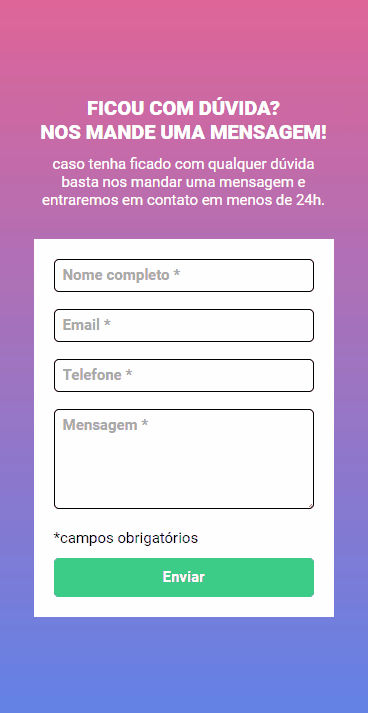 FICOU COM DÚVIDA?
NOS MANDE UMA MENSAGEM!
caso tenha ficado com qualquer dúvida
basta nos mandar uma mensagem e
entraremos em contato em menos de 24h.
Nome completo *
Email *
Telefone *
Mensagem *
*campos obrigatórios
Enviar